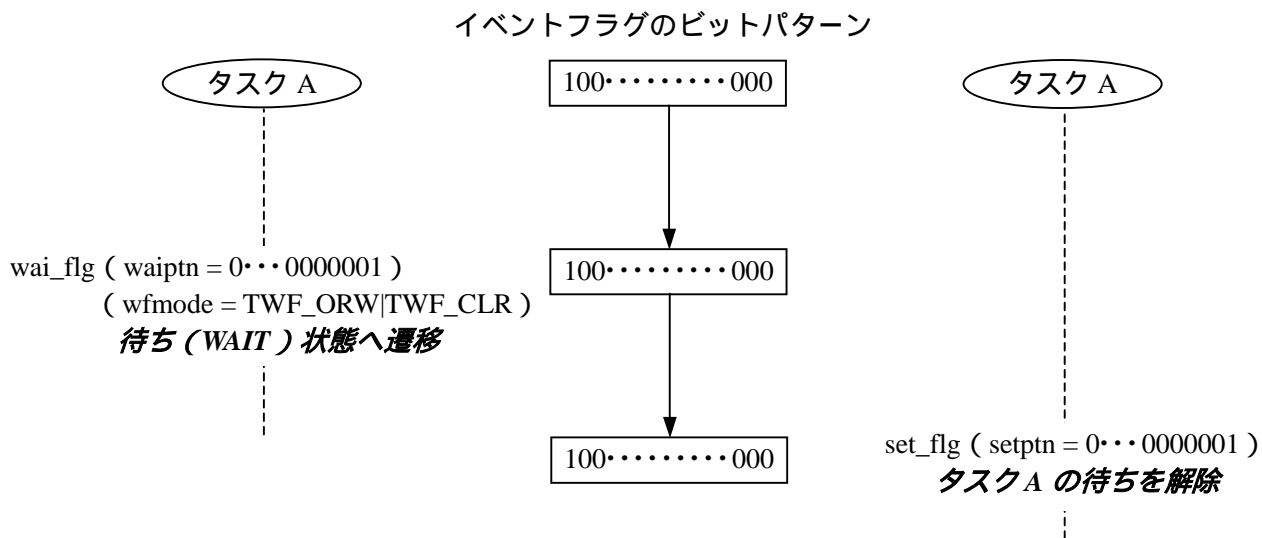 イベントフラグのビットパターン
タスク A
100・・・・・・・・・000
タスク A
wai_flg ( waiptn = 0・・・0000001 )
( wfmode = TWF_ORW|TWF_CLR )
待ち ( WAIT ) 状態へ遷移
100・・・・・・・・・000
100・・・・・・・・・000
set_flg ( setptn = 0・・・0000001 )
タスク A の待ちを解除